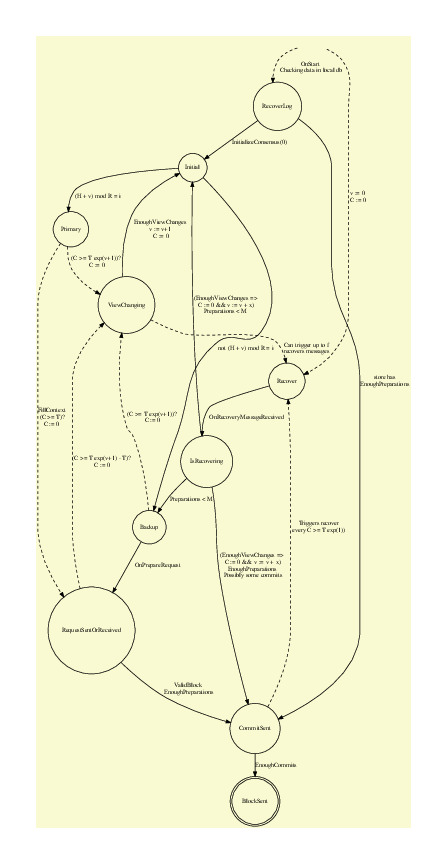 OnStart
Checking data in local db
RecoverLog
InitializeConsensus (0)
Initial
v := 0
C := 0
(H + v) mod R = i
EnoughViewChanges
v := v+1
C := 0
Primary
(C >= T exp(v+1))?
C := 0
ViewChanging
(EnoughViewChanges =>
C := 0 && v := v + x)
Preparations < M
not (H + v) mod R = i
Can trigger up to f
recovers messages
Recover
store has
EnoughPreparations
FillContext
(C >= T)?
C := 0
(C >= T exp(v+1))?
C := 0
OnRecoveryMessageReceived
(C >= T exp(v+1) - T)?
C := 0
IsRecovering
Preparations < M
Backup
Triggers recover
every C >= T exp(1))
OnPrepareRequest
(EnoughViewChanges =>
C := 0 && v := v + x)
EnoughPreparations
Possibly some commits
RequestSentOrReceived
ValidBlock
EnoughPreparations
CommitSent
EnoughCommits
BlockSent